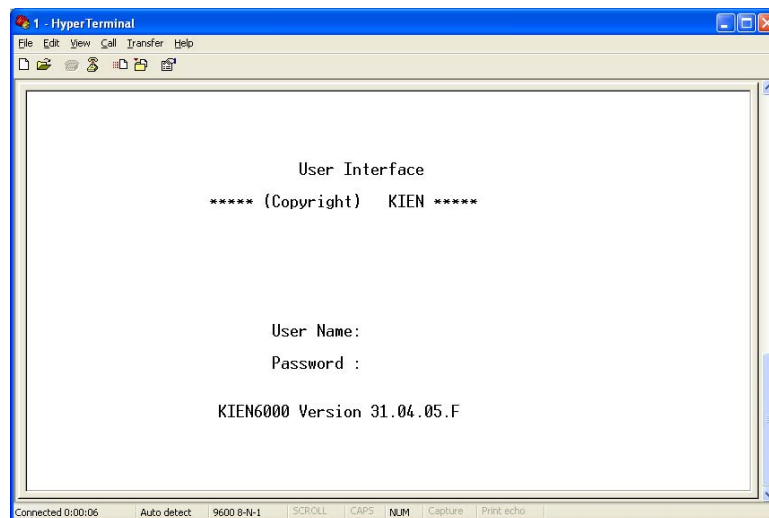 1 - HyperTerminal
File Edit View Call Transfer Help
User Interface
***** (Copyright) KIEN *****
User Name:
Password :
KIEN6000 Version 31.04.05.F
Connected 0:00:06 Auto detect 9600 8-N-1 SCROLL CAPS NUM Capture Print echo